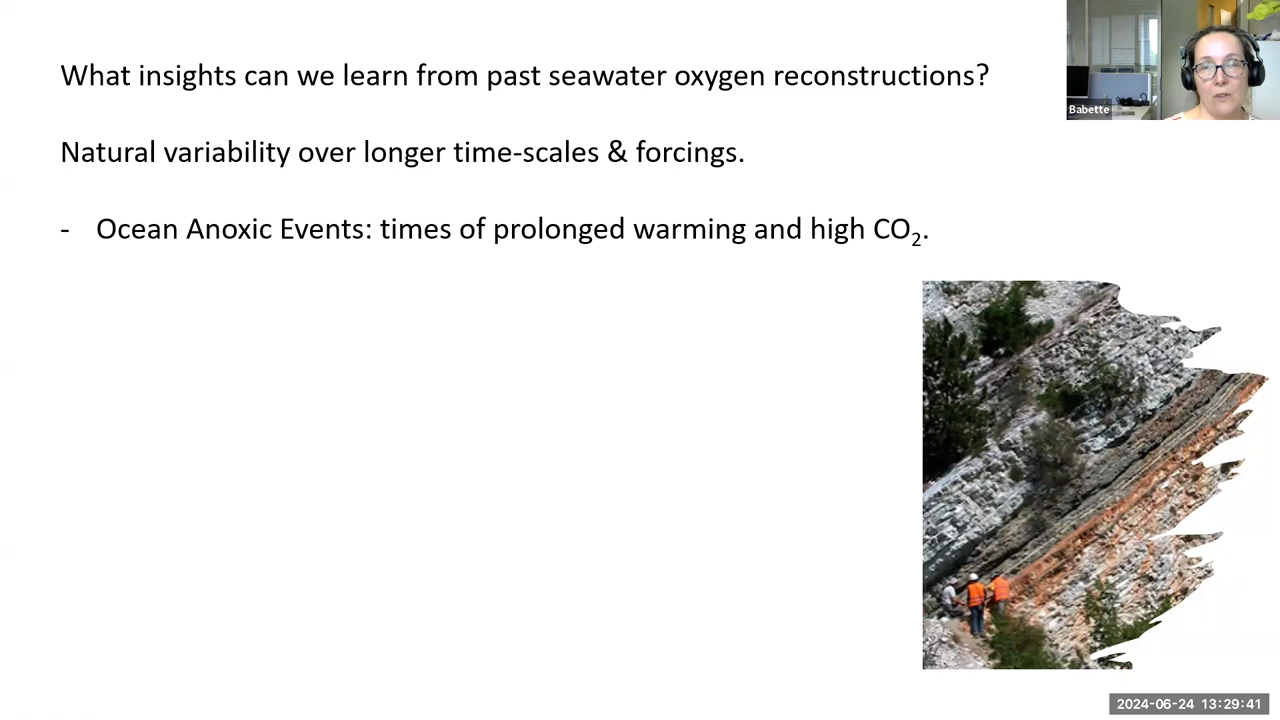 What insights can we learn from past seawater oxygen reconstructions?
Babette
Natural variability over longer time-scales & forcings.
- Ocean Anoxic Events: times of prolonged warming and high CO₂.
2024-06-24 13:29:41